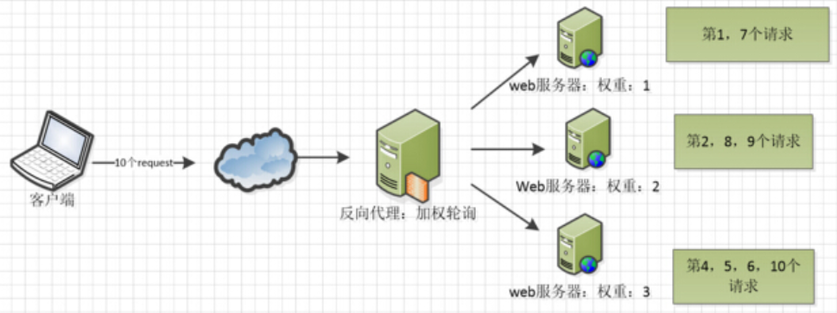 第1，7个请求
web服务器：权重：1
第2，8，9个请求
10个request
Web服务器：权重：2
客户端
反向代理：加权轮询
第4，5，6，10个
请求
web服务器：权重：3